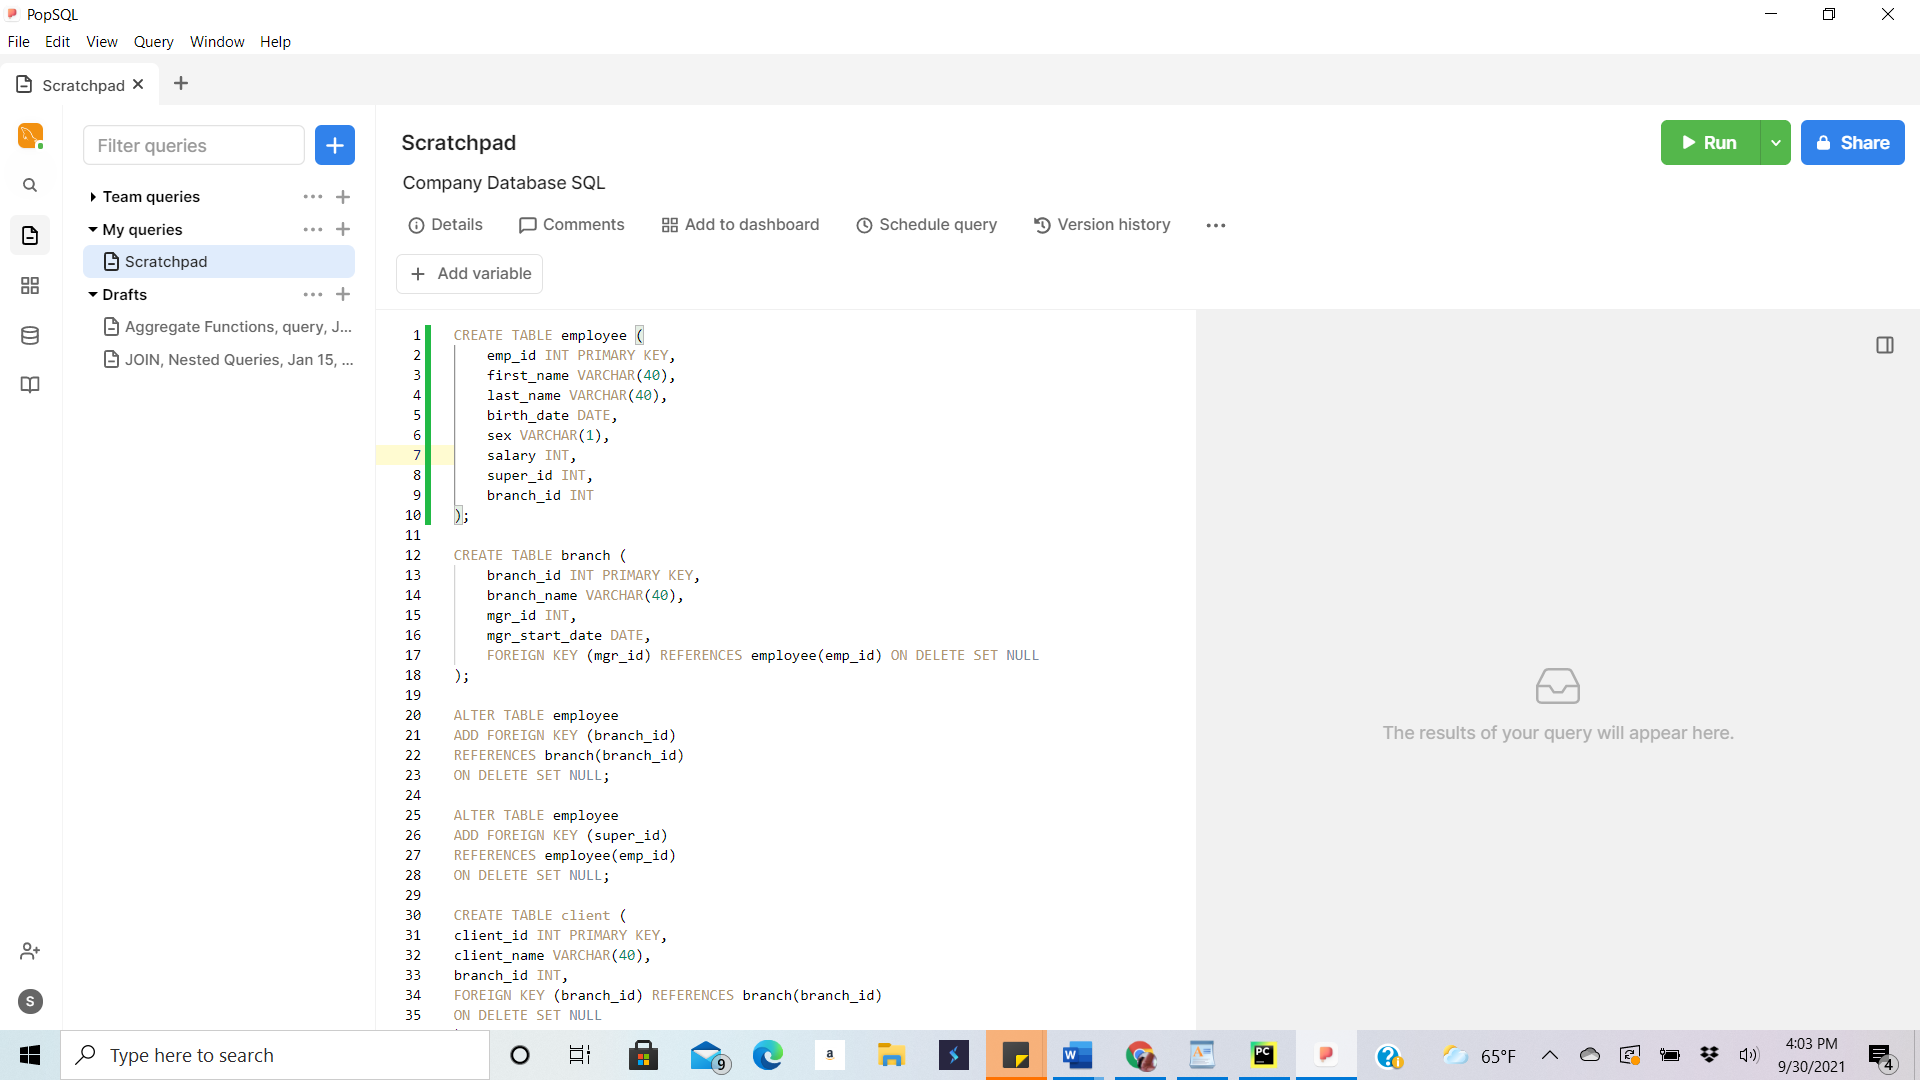 PopSQL
File Edit View Query Window Help
Scratchpad
Filter queries
Team queries
My queries
Scratchpad
Drafts
Aggregate Functions, query, J...
JOIN, Nested Queries, Jan 15, ...
S
Scratchpad
Run
Share
Company Database SQL
Details Comments Add to dashboard Schedule query Version history
Add variable
1 CREATE TABLE employee (
2 emp_id INT PRIMARY KEY,
3 first_name VARCHAR(40),
4 last_name VARCHAR(40),
5 birth_date DATE,
6 sex VARCHAR(1),
7 salary INT,
8 super_id INT,
9 branch_id INT
10 );
11
12 CREATE TABLE branch (
13 branch_id INT PRIMARY KEY,
14 branch_name VARCHAR(40),
15 mgr_id INT,
16 mgr_start_date DATE,
17 FOREIGN KEY (mgr_id) REFERENCES employee(emp_id) ON DELETE SET NULL
18 );
19
20 ALTER TABLE employee
21 ADD FOREIGN KEY (branch_id)
22 REFERENCES branch(branch_id)
23 ON DELETE SET NULL;
24
25 ALTER TABLE employee
26 ADD FOREIGN KEY (super_id)
27 REFERENCES employee(emp_id)
28 ON DELETE SET NULL;
29
30 CREATE TABLE client (
31 client_id INT PRIMARY KEY,
32 client_name VARCHAR(40),
33 branch_id INT,
34 FOREIGN KEY (branch_id) REFERENCES branch(branch_id)
35 ON DELETE SET NULL
The results of your query will appear here.
Type here to search
9
a
W
PC
65°F
4:03 PM
9/30/2021
4